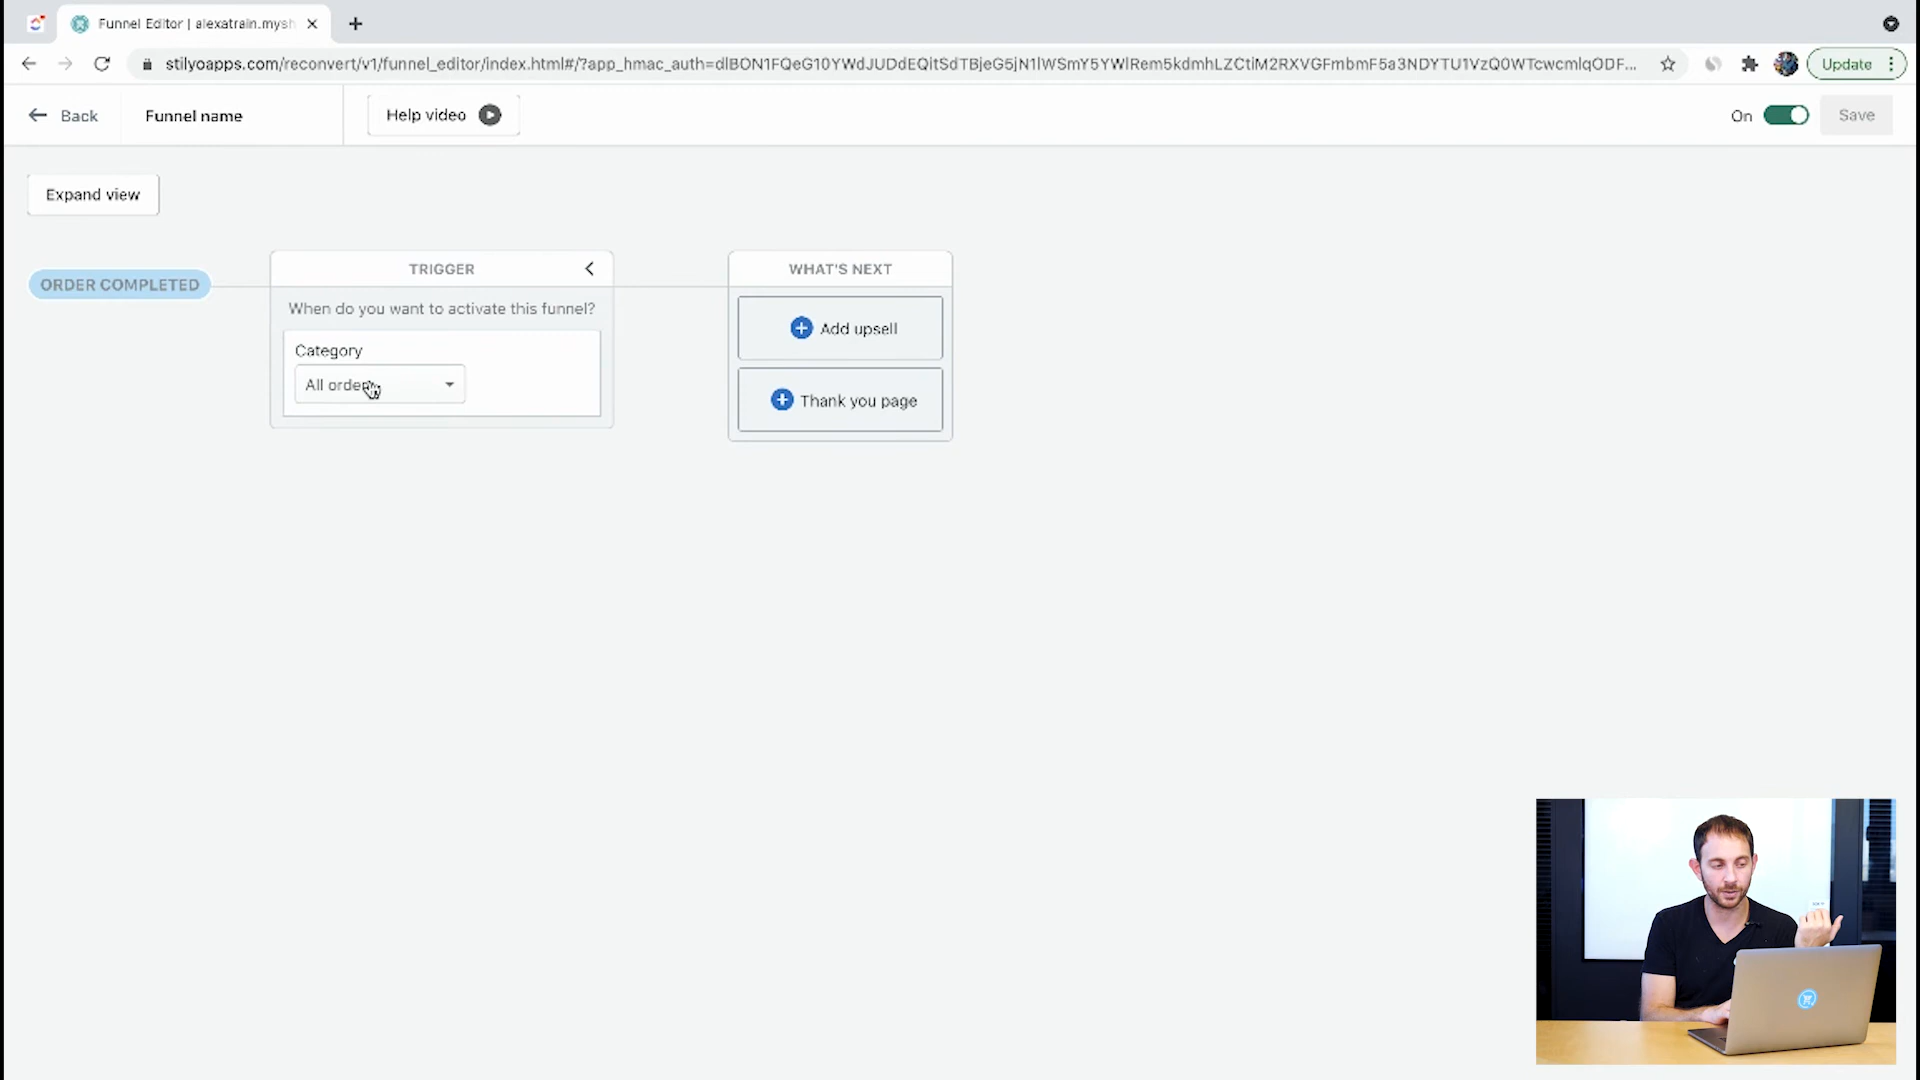 Funnel Editor | alexatrain.mysh
stilyoapps.com/reconvert/v1/funnel_editor/index.html#/?app_hmac_auth=dlBON1FQeG10YWdJUDdEQitSdTBjeG5jN1lWSmY5YWlRem5kdmhLZCtiM2RXVGFmbmF5a3NDYTU1VzQ0WTcwcmlqODF...
Update
Back
Funnel name
Help video
On
Save
Expand view
ORDER COMPLETED
TRIGGER
When do you want to activate this funnel?
Category
All orders
WHAT'S NEXT
Add upsell
Thank you page